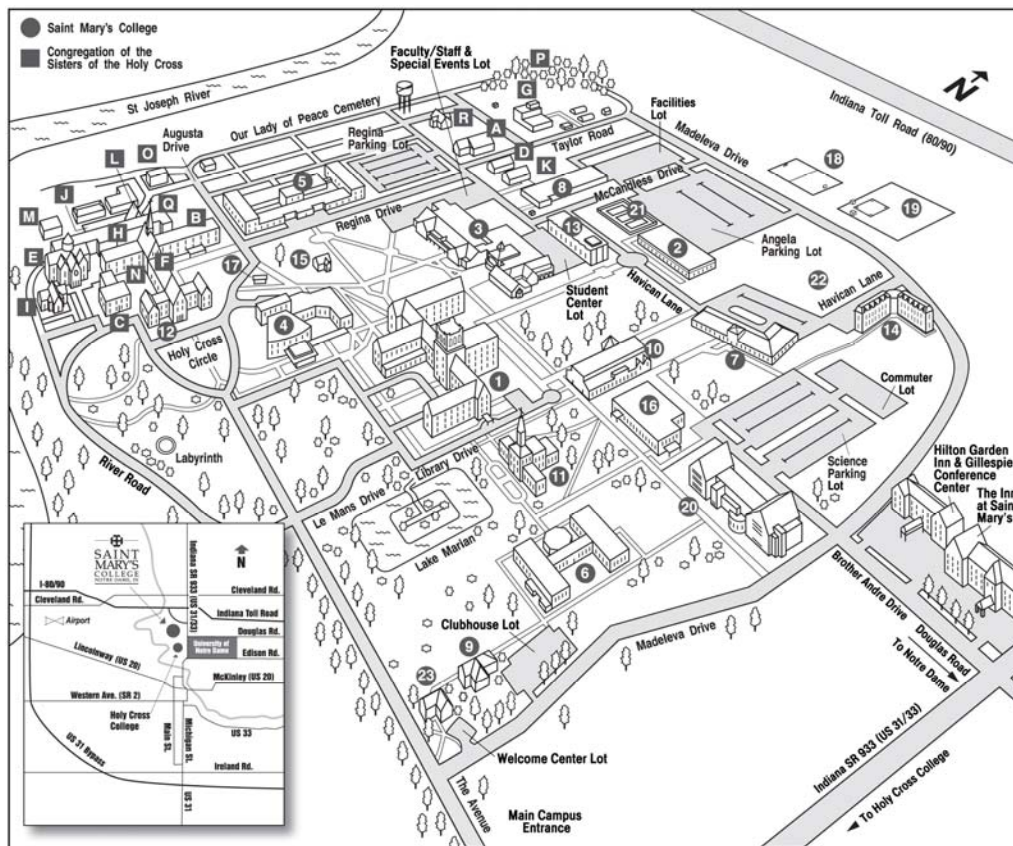 Saint Mary's College
Congregation of the
Sisters of the Holy Cross
St Joseph River
Our Lady of Peace Cemetery
Faculty/Staff &
Special Events Lot
P
G
R
A
D
K
Taylor Road
Facilities
Lot
Madeleva Drive
Indiana Toll Road (80/90)
N
Augusta
Drive
L
O
J
Q
M
H
B
E
F
N
I
C
12
17
5
Regina
Parking Lot
Regina Drive
8
McCandless Drive
21
18
19
3
13
2
Angela
Parking Lot
15
Student
Center
Lot
Havican Lane
22
Havican Lane
14
4
Holy Cross
Circle
1
10
7
16
Commuter
Lot
Labyrinth
River Road
Library Drive
Le Mans Drive
11
Science
Parking
Lot
Hilton Garden
Inn & Gillespie
Conference
Center
The Inn
at Saint
Mary's
Lake Marian
20
6
Clubhouse Lot
9
23
Madeleva Drive
Brother Andre Drive
Douglas Road
To Notre Dame
Welcome Center Lot
The Avenue
Main Campus
Entrance
Indiana SR 933 (US 31/33)
To Holy Cross College
SAINT
MARY'S
COLLEGE
NOTRE DAME, IN
Indiana SR 933 (US 31/33)
N
I-80/90
Cleveland Rd.
Cleveland Rd.
Indiana Toll Road
Airport
Douglas Rd.
University of
Notre Dame
Edison Rd.
Lincolnway (US 20)
McKinley (US 20)
Western Ave. (SR 2)
Holy Cross
College
Main St.
Michigan St.
US 33
US 31 Bypass
Ireland Rd.
US 31